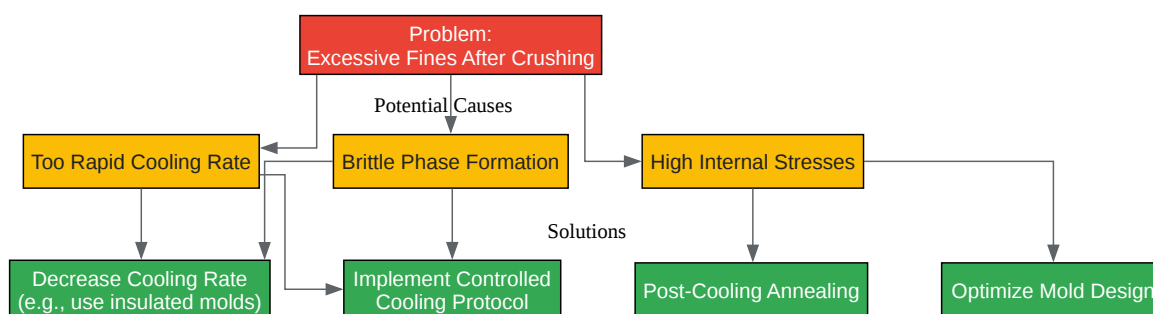 Problem:
Excessive Fines After Crushing
Potential Causes
Too Rapid Cooling Rate
Brittle Phase Formation
High Internal Stresses
Solutions
Decrease Cooling Rate
(e.g., use insulated molds)
Implement Controlled
Cooling Protocol
Post-Cooling Annealing
Optimize Mold Design